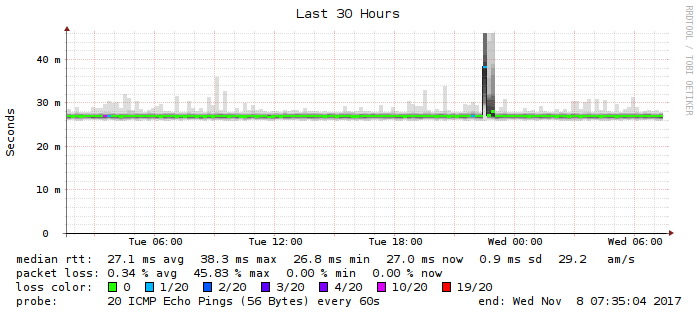 Last 30 Hours
RRDTOOL / TOBI OETIKER
Seconds
40 m
30 m
20 m
10 m
0
Tue 06:00 Tue 12:00 Tue 18:00 Wed 00:00 Wed 06:00
median rtt: 27.1 ms avg 38.3 ms max 26.8 ms min 27.0 ms now 0.9 ms sd 29.2 am/s
packet loss: 0.34 % avg 45.83 % max 0.00 % min 0.00 % now
loss color: 0 1/20 2/20 3/20 4/20 10/20 19/20
probe: 20 ICMP Echo Pings (56 Bytes) every 60s end: Wed Nov 8 07:35:04 2017